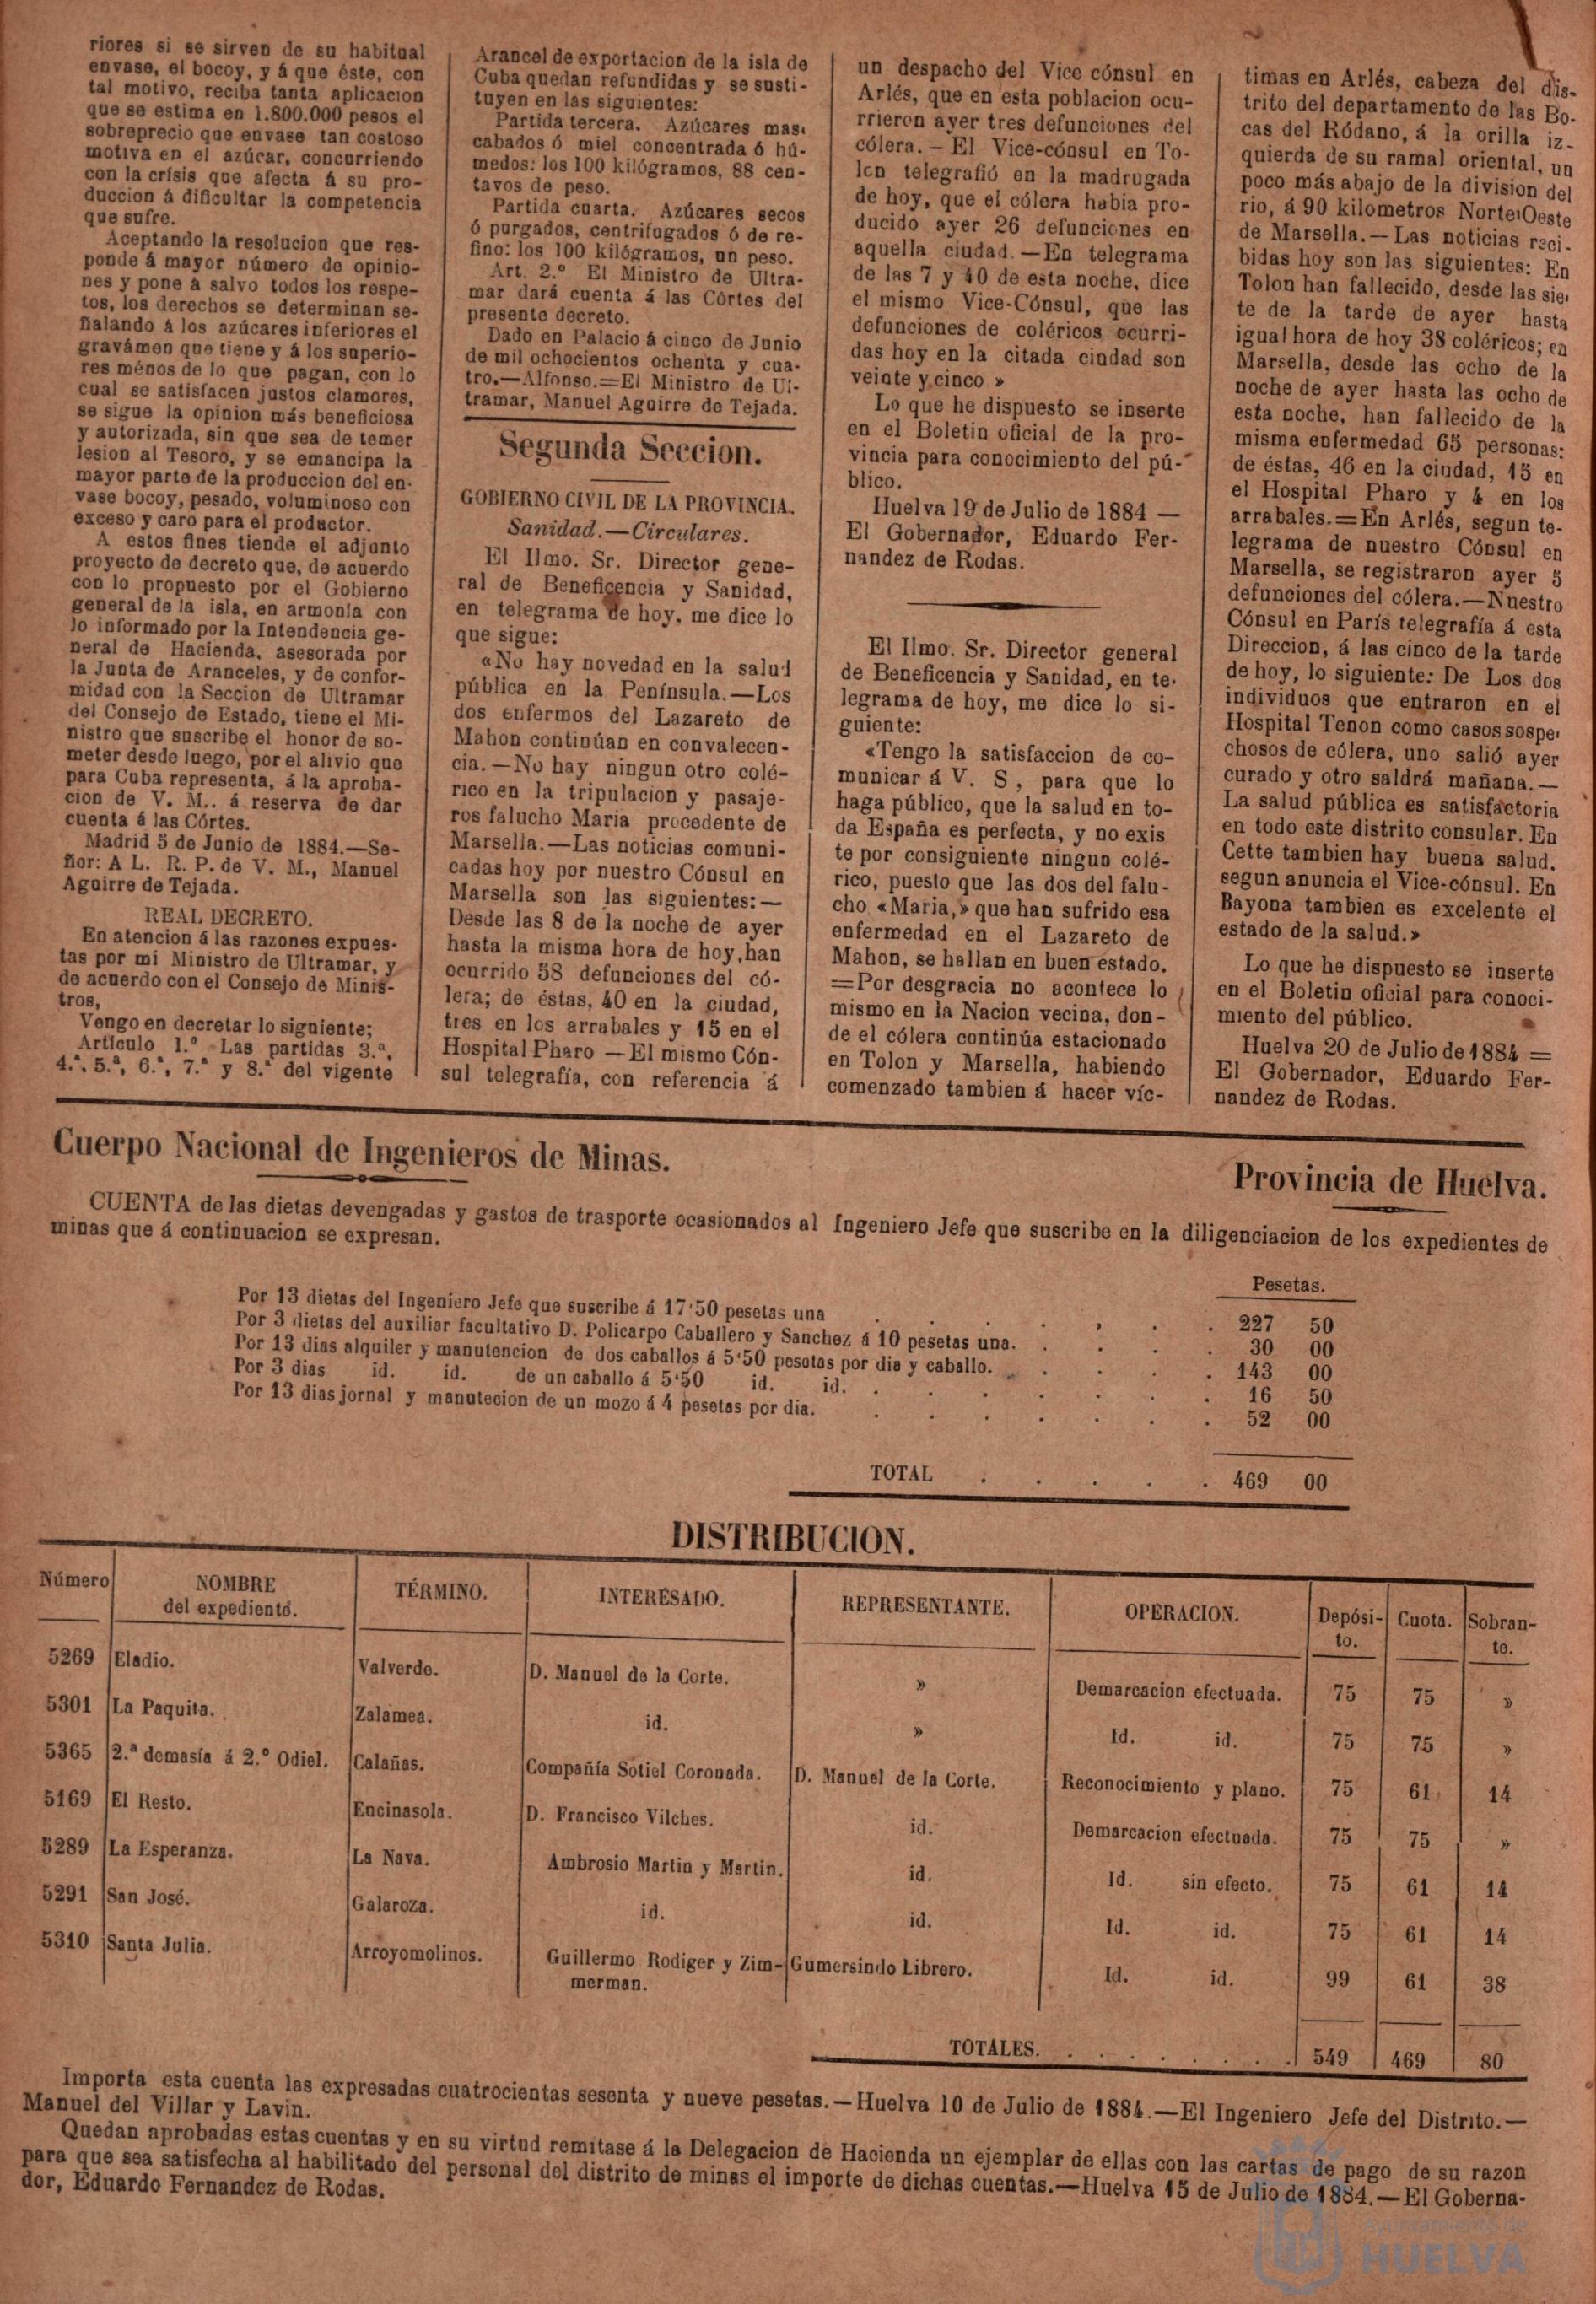 riores si se sirven de su habitual
envase, el bocoy, y á que éste, con
tal motivo, reciba tanta aplicacion
que se estima en 1.800.000 pesos el
sobreprecio que envase tan costoso
motiva en el azúcar, concurriendo
con la crísis que afecta á su pro-
duccion á dificultar la competencia
que sufre.
Aceptando la resolucion que res-
ponde á mayor número de opinio-
nes y pone á salvo todos los respe-
tos, los derechos se determinan se-
ñalando á los azúcares inferiores el
gravámen que tiene y á los superio-
res ménos de lo que pagan, con lo
cual se satisfacen justos clamores,
se sigue la opinion más beneficiosa
y autorizada, sin que sea de temer
lesion al Tesoro, y se emancipa la
mayor parte de la produccion del en-
vase bocoy, pesado, voluminoso con
exceso y caro para el productor.
A estos fines tiende el adjunto
proyecto de decreto que, de acuerdo
con lo propuesto por el Gobierno
general de la isla, en armonía con
lo informado por la Intendencia ge-
neral de Hacienda, asesorada por
la Junta de Aranceles, y de confor-
midad con la Seccion de Ultramar
del Consejo de Estado, tiene el Mi-
nistro que suscribe el honor de so-
meter desde luego, por el alivio que
para Cuba representa, á la aproba-
cion de V. M.. á reserva de dar
cuenta á las Córtes.
Madrid 5 de Junio de 1884.—Se-
ñor: A L. R. P. de V. M., Manuel
Aguirre de Tejada.
REAL DECRETO.
En atencion á las razones expues-
tas por mi Ministro de Ultramar, y
de acuerdo con el Consejo de Minis-
tros,
Vengo en decretar lo siguiente;
Artículo 1.º Las partidas 3.ª,
4.ª, 5.ª, 6.ª, 7.ª y 8.ª del vigente
Arancel de exportacion de la isla de
Cuba quedan refundidas y se susti-
tuyen en las siguientes:
Partida tercera. Azúcares mas-
cabados ó miel concentrada ó hú-
medos: los 100 kilógramos, 88 cen-
tavos de peso.
Partida cuarta. Azúcares secos
ó purgados, centrifugados ó de re-
fino: los 100 kilógramos, un peso.
Art. 2.º El Ministro de Ultra-
mar dará cuenta á las Córtes del
presente decreto.
Dado en Palacio á cinco de Junio
de mil ochocientos ochenta y cua-
tro.—Alfonso.=El Ministro de Ul-
tramar, Manuel Aguirre de Tejada.
Segunda Seccion.
GOBIERNO CIVIL DE LA PROVINCIA.
Sanidad.—Circulares.
El Ilmo. Sr. Director gene-
ral de Beneficencia y Sanidad,
en telegrama de hoy, me dice lo
que sigue:
«No hay novedad en la salud
pública en la Península.—Los
dos enfermos del Lazareto de
Mahon continúan en convalecen-
cia.—No hay ningun otro colé-
rico en la tripulacion y pasaje-
ros falucho Maria procedente de
Marsella.—Las noticias comuni-
cadas hoy por nuestro Cónsul en
Marsella son las siguientes:—
Desde las 8 de la noche de ayer
hasta la misma hora de hoy, han
ocurrido 58 defunciones del có-
lera; de éstas, 40 en la ciudad,
tres en los arrabales y 15 en el
Hospital Pharo —El mismo Cón-
sul telegrafía, con referencia á
un despacho del Vice cónsul en
Arlés, que en esta poblacion ocu-
rrieron ayer tres defunciones del
cólera. – El Vice-cónsul en To-
lon telegrafió en la madrugada
de hoy, que el cólera habia pro-
ducido ayer 26 defunciones en
aquella ciudad. —En telegrama
de las 7 y 40 de esta noche, dice
el mismo Vice-Cónsul, que las
defunciones de coléricos ocurri-
das hoy en la citada ciudad son
veinte y cinco »
Lo que he dispuesto se inserte
en el Boletin oficial de la pro-
vincia para conocimiento del pú-
blico.
Huelva 19 de Julio de 1884 —
El Gobernador, Eduardo Fer-
nandez de Rodas.
El Ilmo. Sr. Director general
de Beneficencia y Sanidad, en te-
legrama de hoy, me dice lo si-
guiente:
«Tengo la satisfaccion de co-
municar á V. S, para que lo
haga público, que la salud en to-
da España es perfecta, y no exis
te por consiguiente ningun colé-
rico, puesto que las dos del falu-
cho «Maria,» que han sufrido esa
enfermedad en el Lazareto de
Mahon, se hallan en buen estado.
=Por desgracia no acontece lo
mismo en la Nacion vecina, don-
de el cólera continúa estacionado
en Tolon y Marsella, habiendo
comenzado tambien á hacer víc-
timas en Arlés, cabeza del dis-
trito del departamento de las Bo-
cas del Ródano, á la orilla iz-
quierda de su ramal oriental, un
poco más abajo de la division del
rio, á 90 kilometros Norte Oeste
de Marsella.—Las noticias reci-
bidas hoy son las siguientes: En
Tolon han fallecido, desde las sie-
te de la tarde de ayer hasta
igual hora de hoy 38 coléricos; en
Marsella, desde las ocho de la
noche de ayer hasta las ocho de
esta noche, han fallecido de la
misma enfermedad 65 personas:
de éstas, 46 en la ciudad, 15 en
el Hospital Pharo y 4 en los
arrabales.=En Arlés, segun te-
legrama de nuestro Cónsul en
Marsella, se registraron ayer 5
defunciones del cólera.—Nuestro
Cónsul en París telegrafía á esta
Direccion, á las cinco de la tarde
de hoy, lo siguiente: De Los dos
individuos que entraron en el
Hospital Tenon como casos sospe-
chosos de cólera, uno salió ayer
curado y otro saldrá mañana.—
La salud pública es satisfactoria
en todo este distrito consular. En
Cette tambien hay buena salud,
segun anuncia el Vice-cónsul. En
Bayona tambien es excelente el
estado de la salud.»
Lo que he dispuesto se inserte
en el Boletin oficial para conoci-
miento del público.
Huelva 20 de Julio de 1884 =
El Gobernador, Eduardo Fer-
nandez de Rodas.
Cuerpo Nacional de Ingenieros de Minas.
Provincia de Huelva.
CUENTA de las dietas devengadas y gastos de trasporte ocasionados al Ingeniero Jefe que suscribe en la diligenciacion de los expedientes de
minas que á continuacion se expresan.
Pesetas.
Por 13 dietas del Ingeniero Jefe que suscribe á 17'50 pesetas una . . . . . . . 227 50
Por 3 dietas del auxiliar facultativo D. Policarpo Caballero y Sanchez á 10 pesetas una. . . . . 30 00
Por 13 dias alquiler y manutencion de dos caballos á 5'50 pesetas por dia y caballo. . . . . 143 00
Por 3 dias id. id. de un caballo á 5'50 id. id. . . . . . . . 16 50
Por 13 dias jornal y manutecion de un mozo á 4 pesetas por dia. . . . . . . . 52 00
TOTAL . . . . . 469 00
DISTRIBUCION.
Número NOMBRE del expediente. TÉRMINO. INTERESADO. REPRESENTANTE. OPERACION. Depósi-to. Cuota. Sobran-te.
5269 Eladio. Valverde. D. Manuel de la Corte. » Demarcacion efectuada. 75 75 »
5301 La Paquita. Zalamea. id. » Id. id. 75 75 »
5365 2.ª demasía á 2.º Odiel. Calañas. Compañía Sotiel Coronada. D. Manuel de la Corte. Reconocimiento y plano. 75 61 14
5169 El Resto. Encinasola. D. Francisco Vilches. id. Demarcacion efectuada. 75 75 »
5289 La Esperanza. La Nava. Ambrosio Martin y Martin. id. Id. sin efecto. 75 61 14
5291 San José. Galaroza. id. id. Id. id. 75 61 14
5310 Santa Julia. Arroyomolinos. Guillermo Rodiger y Zim- Gumersindo Librero. Id. id. 99 61 38
merman.
TOTALES. . . . . . . . . 549 469 80
Importa esta cuenta las expresadas cuatrocientas sesenta y nueve pesetas.—Huelva 10 de Julio de 1884.—El Ingeniero Jefe del Distrito.—
Manuel del Villar y Lavin.
Quedan aprobadas estas cuentas y en su virtud remitase á la Delegacion de Hacienda un ejemplar de ellas con las cartas de pago de su razon
para que sea satisfecha al habilitado del personal del distrito de minas el importe de dichas cuentas.—Huelva 15 de Julio de 1884.—El Goberna-
dor, Eduardo Fernandez de Rodas.
Ayuntamiento de
HUELVA